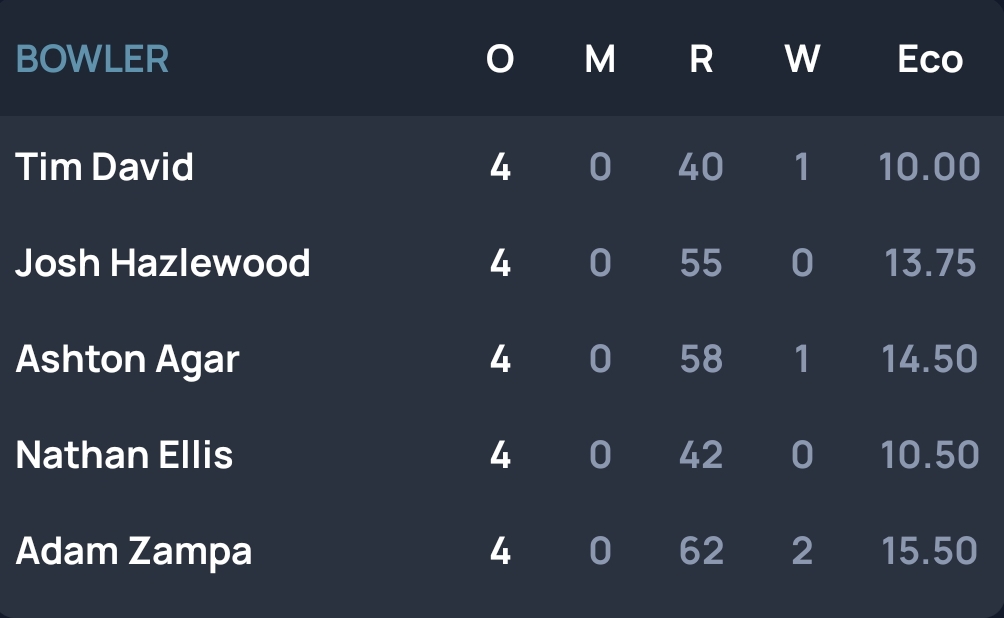 BOWLER O M R W Eco
Tim David 4 0 40 1 10.00
Josh Hazlewood 4 0 55 0 13.75
Ashton Agar 4 0 58 1 14.50
Nathan Ellis 4 0 42 0 10.50
Adam Zampa 4 0 62 2 15.50